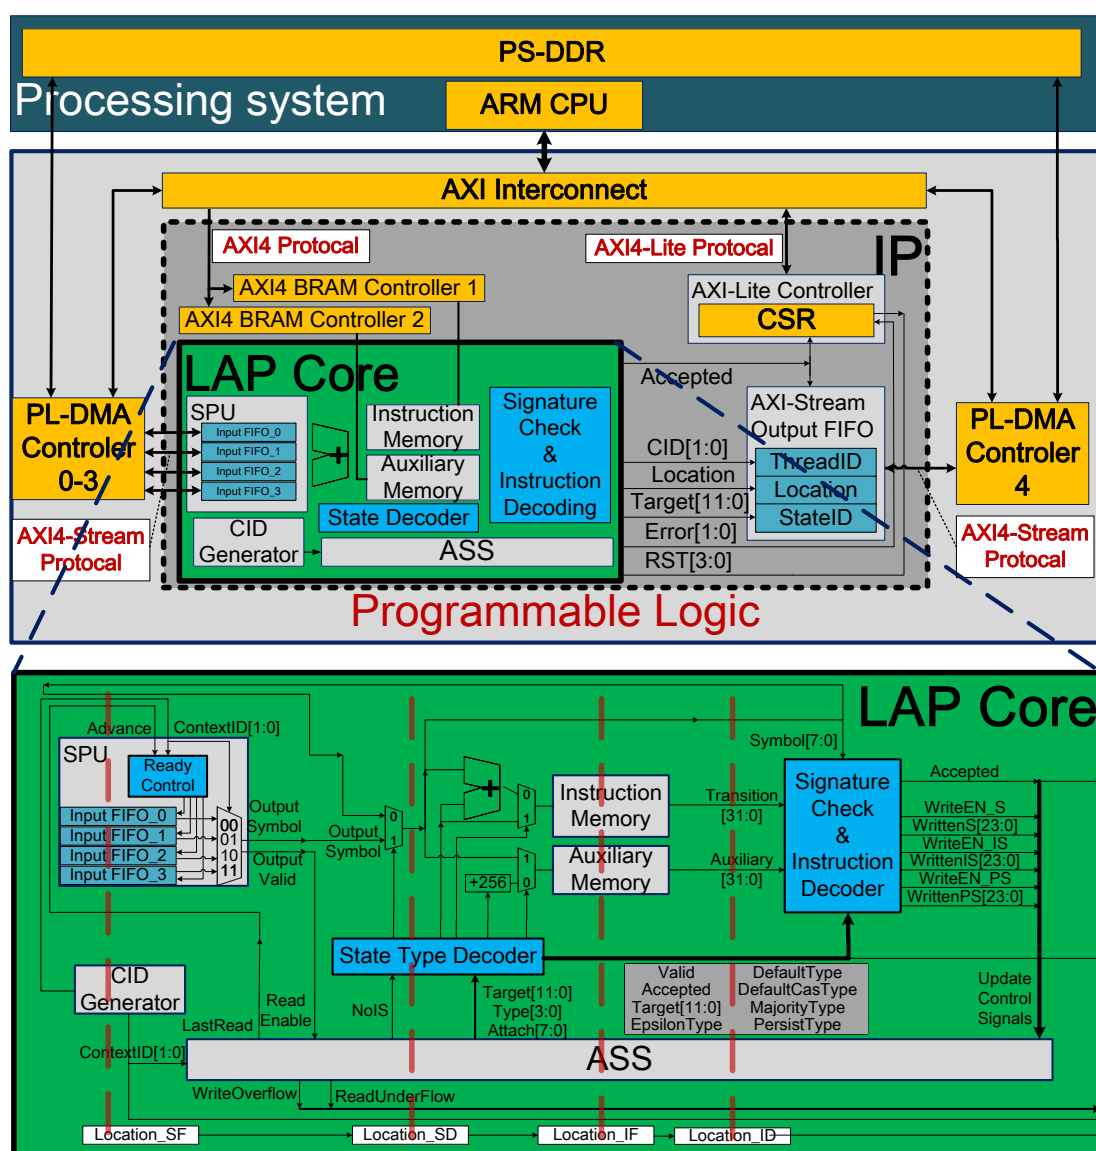 PS-DDR
Processing system
ARM CPU
AXI Interconnect
AXI4 Protocal
AXI4-Lite Protocal
IP
AXI4 BRAM Controller 1
AXI4 BRAM Controller 2
AXI-Lite Controller
CSR
LAP Core
Accepted
PL-DMA
Controler
0-3
SPU
Input FIFO_0
Input FIFO_1
Input FIFO_2
Input FIFO_3
+
Instruction
Memory
Auxiliary
Memory
Signature
Check
&
Instruction
Decoding
State Decoder
CID
Generator
ASS
CID[1:0]
Location
Target[11:0]
Error[1:0]
RST[3:0]
AXI-Stream
Output FIFO
ThreadID
Location
StateID
PL-DMA
Controler
4
AXI4-Stream
Protocal
AXI4-Stream
Protocal
Programmable Logic
LAP Core
Advance
ContextID[1:0]
SPU
Ready
Control
Input FIFO_0
Input FIFO_1
Input FIFO_2
Input FIFO_3
00
01
10
11
Output
Symbol
Output
Valid
Output
Symbol
0
1
+
0
1
1
0
+256
Instruction
Memory
Auxiliary
Memory
Transition
[31:0]
Auxiliary
[31:0]
Symbol[7:0]
Signature
Check
&
Instruction
Decoder
Accepted
WriteEN_S
WrittenS[23:0]
WriteEN_IS
WrittenIS[23:0]
WriteEN_PS
WrittenPS[23:0]
State Type Decoder
CID
Generator
LastRead
Read
Enable
NoIS
Target[11:0]
Type[3:0]
Attach[7:0]
Valid
Accepted
Target[11:0]
EpsilonType
DefaultType
DefaultCasType
MajorityType
PersistType
Update
Control
Signals
ContextID[1:0]
ASS
WriteOverflow
ReadUnderFlow
Location_SF
Location_SD
Location_IF
Location_ID